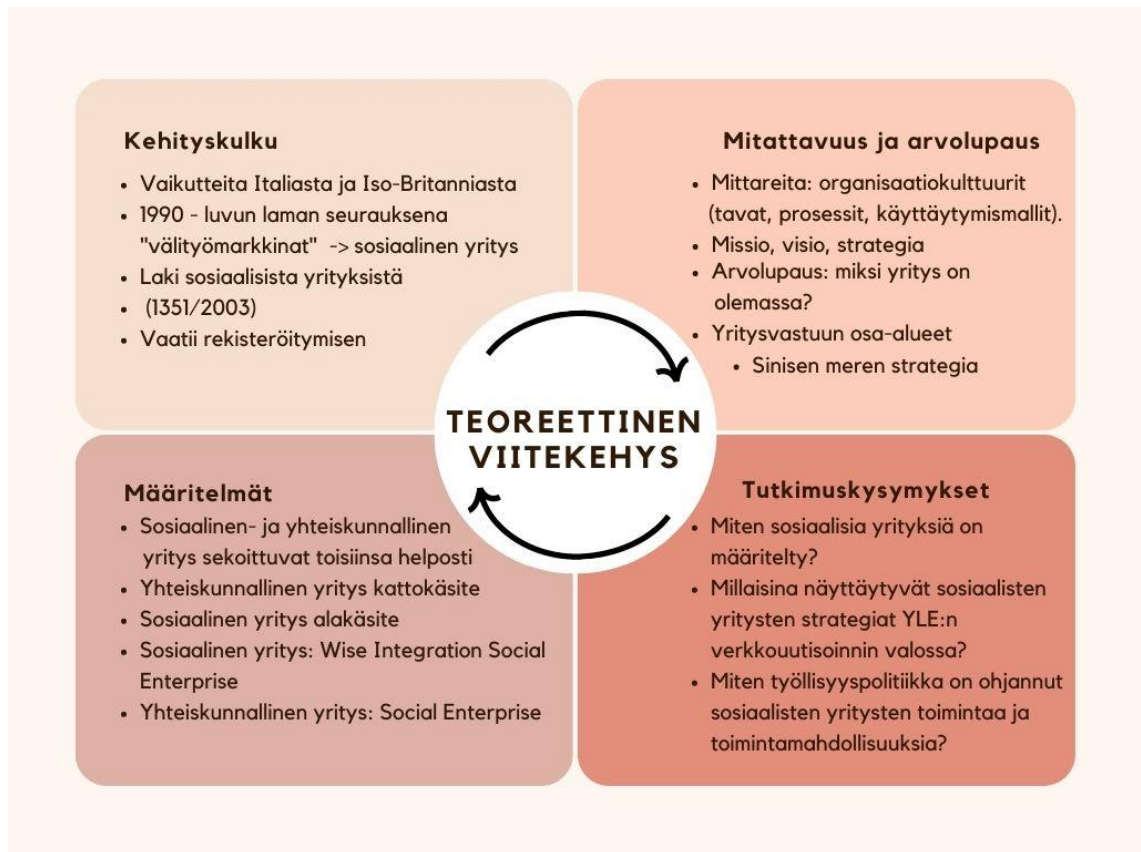 Kehityskulku
• Vaikutteita Italiasta ja Iso-Britanniasta
• 1990 - luvun laman seurauksena
"välityömarkkinat" -> sosiaalinen yritys
• Laki sosiaalisista yrityksistä
• (1351/2003)
• Vaatii rekisteröitymisen
Mitattavuus ja arvolupaus
• Mittareita: organisaatiokulttuurit
(tavat, prosessit, käyttäytymismallit).
• Missio, visio, strategia
• Arvolupaus: miksi yritys on
olemassa?
• Yritysvastuun osa-alueet
• Sinisen meren strategia
TEOREETTINEN
VIITEKEHYS
Määritelmät
• Sosiaalinen- ja yhteiskunnallinen
yritys sekoittuvat toisiinsa helposti
• Yhteiskunnallinen yritys kattokäsite
• Sosiaalinen yritys alakäsite
• Sosiaalinen yritys: Wise Integration Social
Enterprise
• Yhteiskunnallinen yritys: Social Enterprise
Tutkimuskysymykset
• Miten sosiaalisia yrityksiä on
määritelty?
• Millaisina näyttäytyvät sosiaalisten
yritysten strategiat YLE:n
verkkouutisoinnin valossa?
• Miten työllisyyspolitiikka on ohjannut
sosiaalisten yritysten toimintaa ja
toimintamahdollisuuksia?